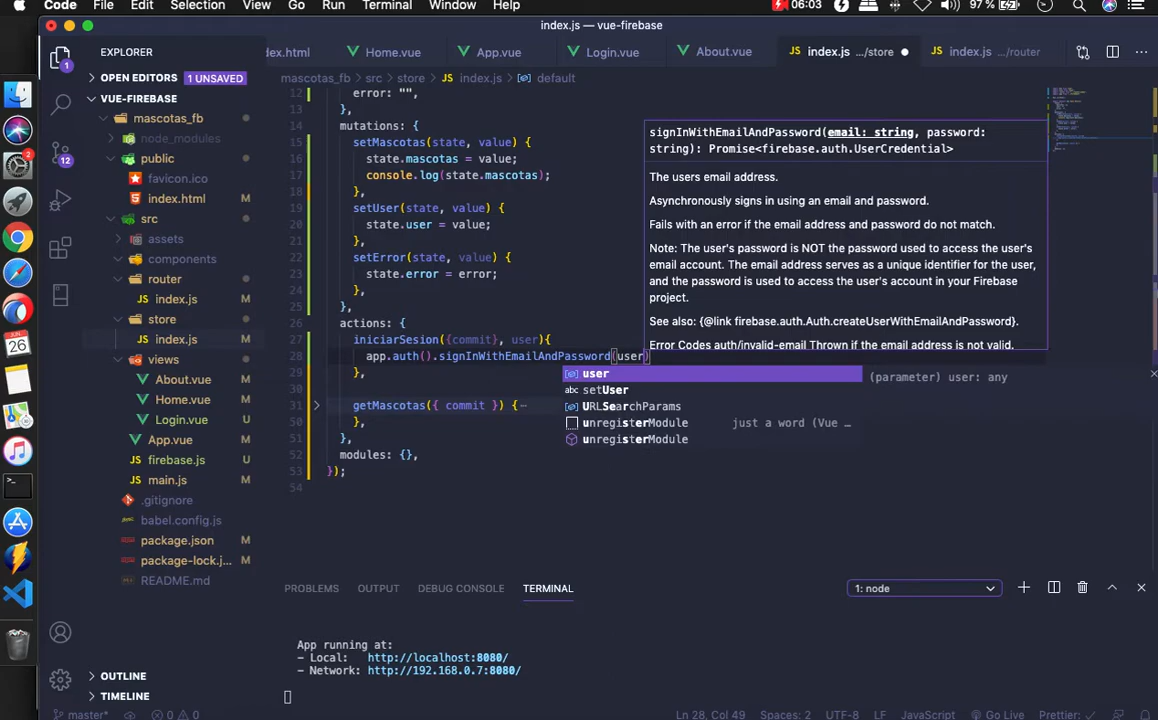 Code File Edit Selection View Go Run Terminal Window Help 06:03 97%
index.js — vue-firebase
EXPLORER
dex.html Home.vue App.vue Login.vue About.vue JS index.js .../store JS index.js .../router
OPEN EDITORS 1 UNSAVED
mascotas_fb > src > store > JS index.js > default
VUE-FIREBASE
mascotas_fb
node_modules
public
favicon.ico M
index.html M
src
assets
components
router
JS index.js M
store
JS index.js M
views
About.vue M
Home.vue M
Login.vue U
App.vue M
JS firebase.js U
JS main.js M
.gitignore
babel.config.js
package.json M
package-lock.j... M
README.md
OUTLINE
TIMELINE
12 error: "",
13 },
14 mutations: {
15 setMascotas(state, value) {
16 state.mascotas = value;
17 console.log(state.mascotas);
18 },
19 setUser(state, value) {
20 state.user = value;
21 },
22 setError(state, value) {
23 state.error = error;
24 },
25 },
26 actions: {
27 iniciarSesion({commit}, user){
28 app.auth().signInWithEmailAndPassword(user)
29 },
30
31 getMascotas({ commit }) {⋯
50 },
51 },
52 modules: {},
53 });
54
signInWithEmailAndPassword(email: string, password:
string): Promise<firebase.auth.UserCredential>
The users email address.
Asynchronously signs in using an email and password.
Fails with an error if the email address and password do not match.
Note: The user's password is NOT the password used to access the user's
email account. The email address serves as a unique identifier for the user,
and the password is used to access the user's account in your Firebase
project.
See also: {@link firebase.auth.Auth.createUserWithEmailAndPassword}.
Error Codes auth/invalid-email Thrown if the email address is not valid.
user (parameter) user: any
abc setUser
URLSearchParams
unregisterModule just a word (Vue …
unregisterModule
PROBLEMS OUTPUT DEBUG CONSOLE TERMINAL 1: node
App running at:
- Local: http://localhost:8080/
- Network: http://192.168.0.7:8080/
master* 0 0 Ln 28, Col 49 Spaces: 2 UTF-8 LF JavaScript Go Live Prettier: ✓
1
12
2
26